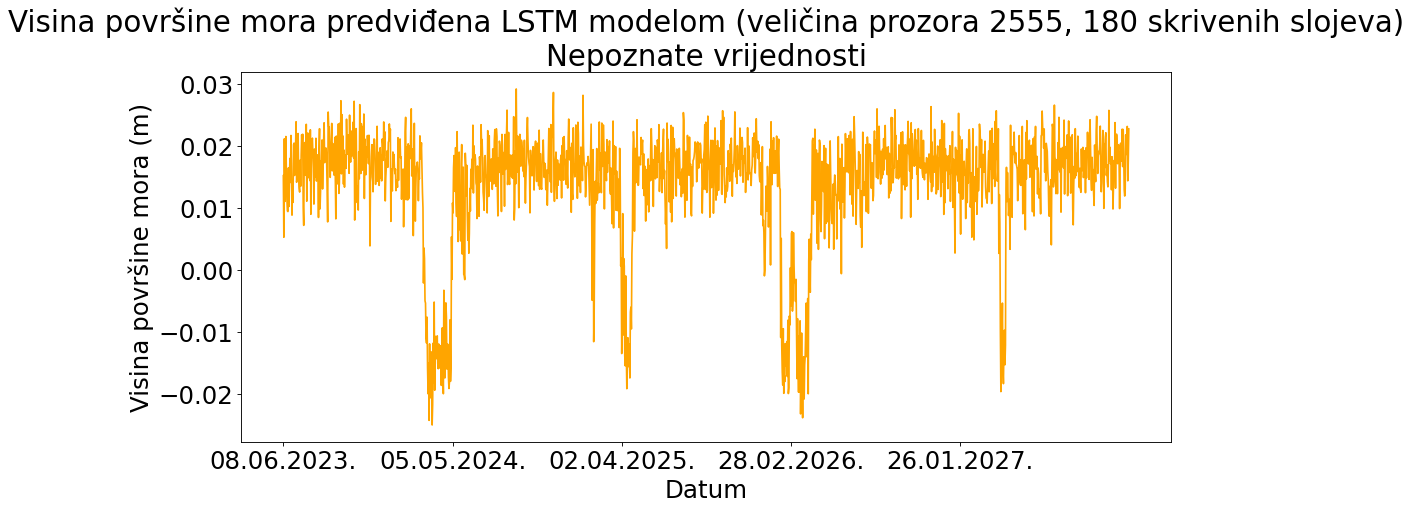 Visina površine mora predviđena LSTM modelom (veličina prozora 2555, 180 skrivenih slojeva)
Nepoznate vrijednosti
Visina površine mora (m)
0.03
0.02
0.01
0.00
−0.01
−0.02
08.06.2023. 05.05.2024. 02.04.2025. 28.02.2026. 26.01.2027.
Datum